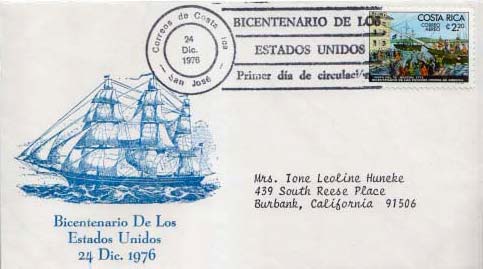 Correos de Costa ica
24
Dic.
1976
San José
BICENTENARIO DE LOS
ESTADOS UNIDOS
Primer día de circulaci
COSTA RICA
CORREO
AEREO
₡2.20
Mrs. Ione Leoline Huneke
439 South Reese Place
Burbank, California 91506
Bicentenario De Los
Estados Unidos
24 Dic. 1976